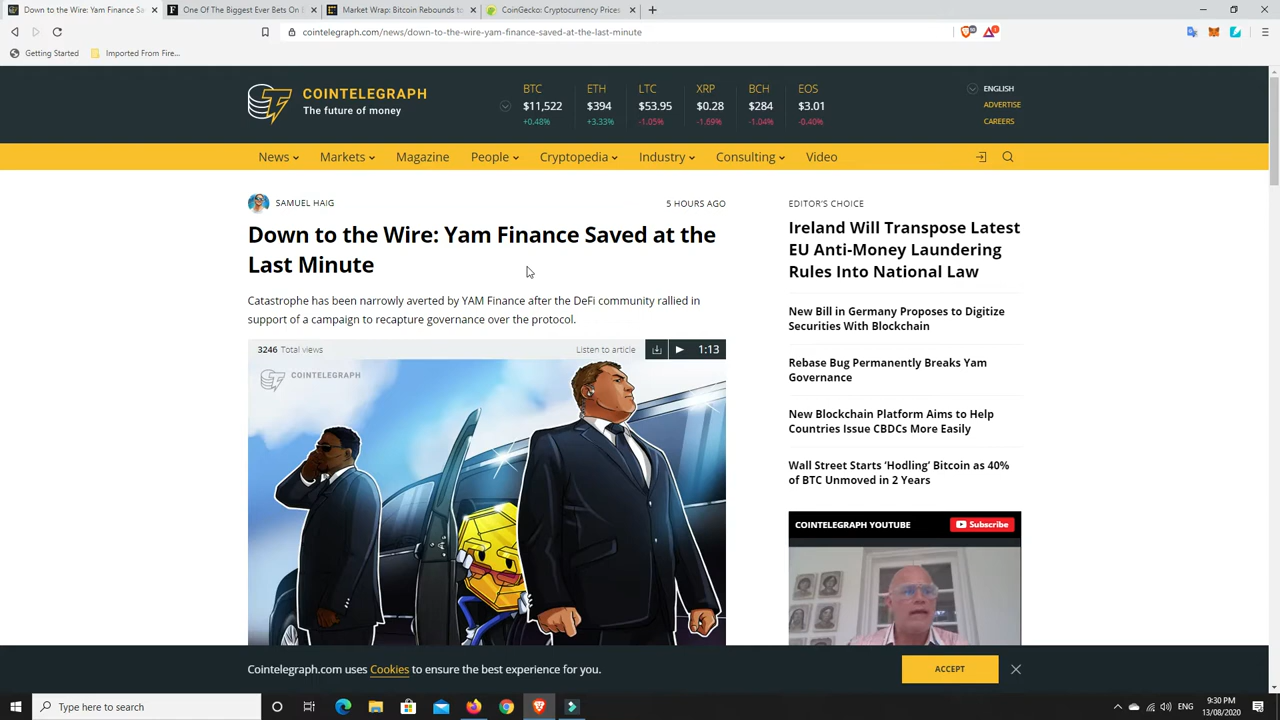 Down to the Wire: Yam Finance Sa
One Of The Biggest Ever Bets On E
Market Wrap: Bitcoin Rebounds to
CoinGecko: Cryptocurrency Prices
cointelegraph.com/news/down-to-the-wire-yam-finance-saved-at-the-last-minute
Getting Started
Imported From Fire...
COINTELEGRAPH
The future of money
BTC ETH LTC XRP BCH EOS
$11,522 $394 $53.95 $0.28 $284 $3.01
+0.48% +3.33% -1.05% -1.69% -1.04% -0.40%
ENGLISH
ADVERTISE
CAREERS
News Markets Magazine People Cryptopedia Industry Consulting Video
SAMUEL HAIG
5 HOURS AGO
Down to the Wire: Yam Finance Saved at the
Last Minute
Catastrophe has been narrowly averted by YAM Finance after the DeFi community rallied in
support of a campaign to recapture governance over the protocol.
3246 Total views
Listen to article
1:13
COINTELEGRAPH
EDITOR'S CHOICE
Ireland Will Transpose Latest
EU Anti-Money Laundering
Rules Into National Law
New Bill in Germany Proposes to Digitize
Securities With Blockchain
Rebase Bug Permanently Breaks Yam
Governance
New Blockchain Platform Aims to Help
Countries Issue CBDCs More Easily
Wall Street Starts ‘Hodling’ Bitcoin as 40%
of BTC Unmoved in 2 Years
COINTELEGRAPH YOUTUBE
Subscribe
Cointelegraph.com uses Cookies to ensure the best experience for you.
ACCEPT
Type here to search
ENG
9:30 PM
13/08/2020